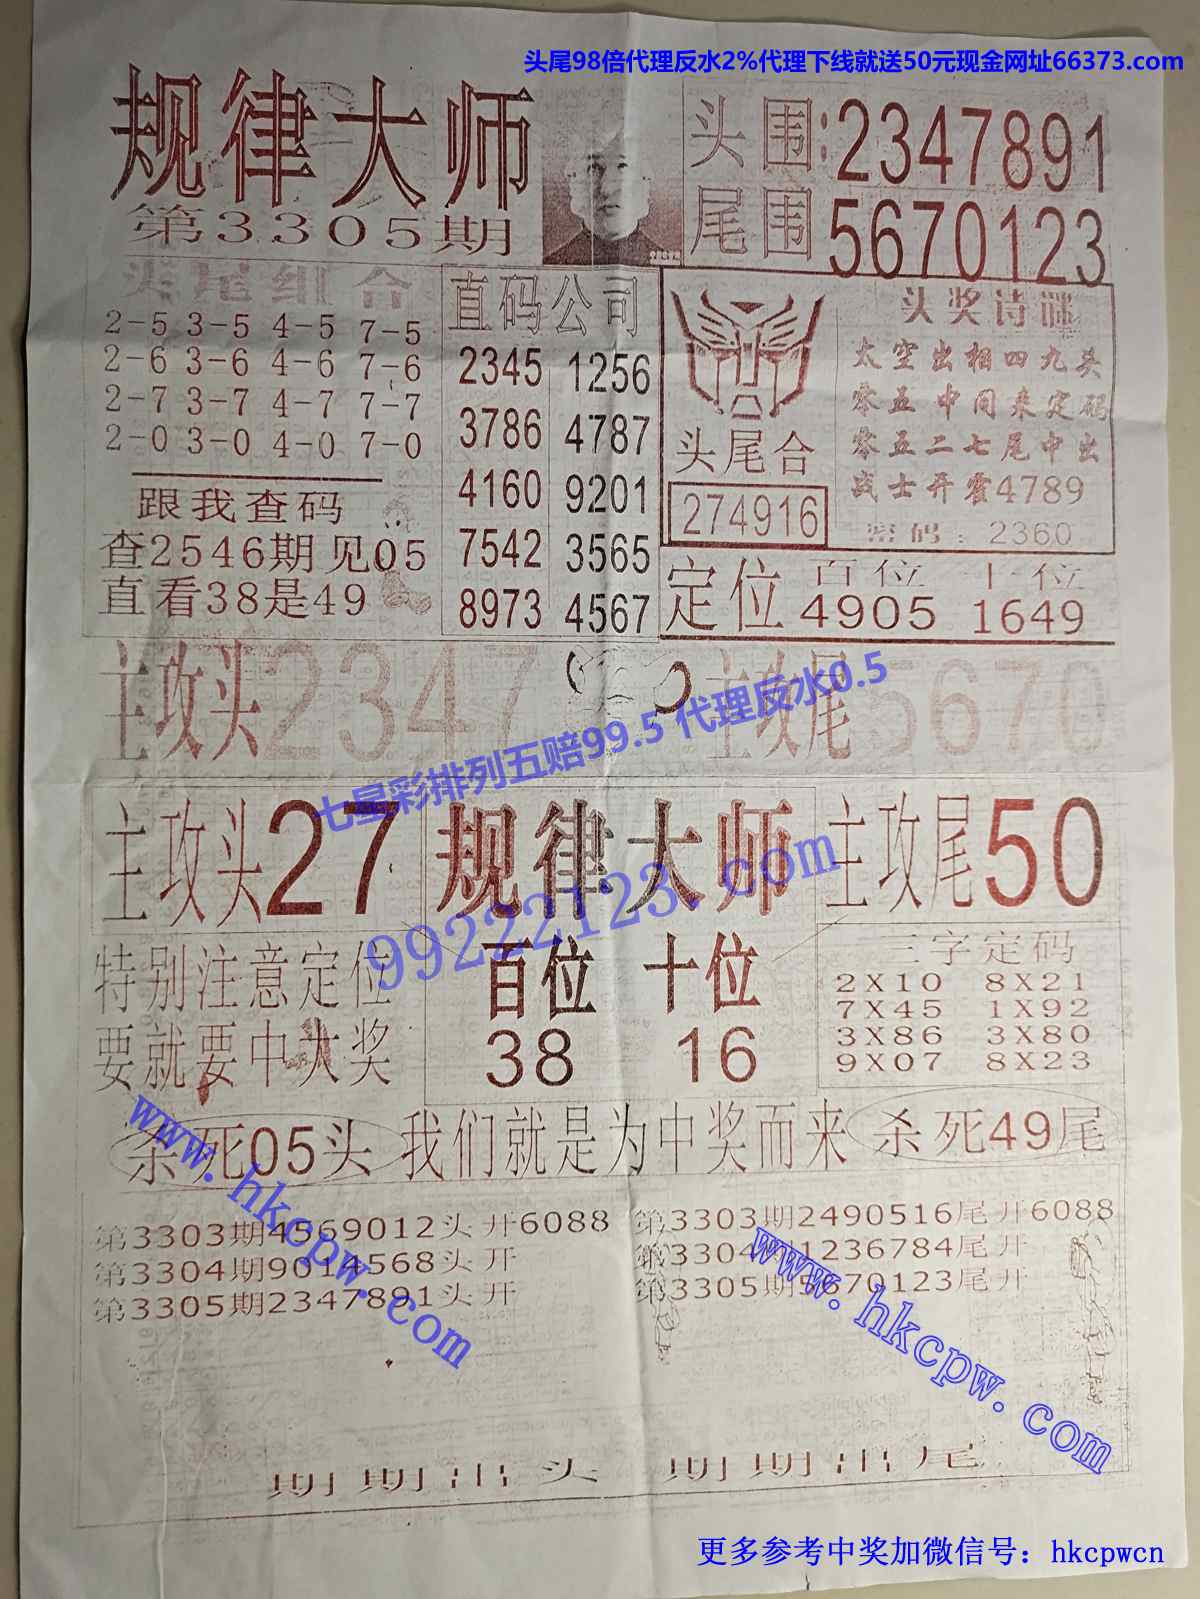 头尾98倍代理反水2%代理下线就送50元现金网址66373.com
规律大师
第3305期
头围:2347891
尾围5670123
头尾组合
2-5 3-5 4-5 7-5
2-6 3-6 4-6 7-6
2-7 3-7 4-7 7-7
2-0 3-0 4-0 7-0
跟我查码
查2546期见05
直看38是49
直码公司
2345 1256
3786 4787
4160 9201
7542 3565
8973 4567
头尾合
274916
头奖诗谜
太空出相四九头
零五中间来定码
零五二七尾中出
战士开霍4789
密码:2360
定位 百位 十位
4905 1649
主攻头2347
主攻尾5670
七星彩排列五赔99.5 代理反水0.5
主攻头27
规律大师
主攻尾50
99222123.com
特别注意定位
要就要中大奖
百位 十位
38 16
三字定码
2X10 8X21
7X45 1X92
3X86 3X80
9X07 8X23
杀死05头 我们就是为中奖而来 杀死49尾
www.hkcpw.com
第3303期4569012头开6088
第3304期9014568头开
第3305期2347891头开
第3303期2490516尾开6088
第3304期1236784尾开
第3305期5670123尾开
www.hkcpw.com
期期出头 期期出尾
更多参考中奖加微信号：hkcpwcn